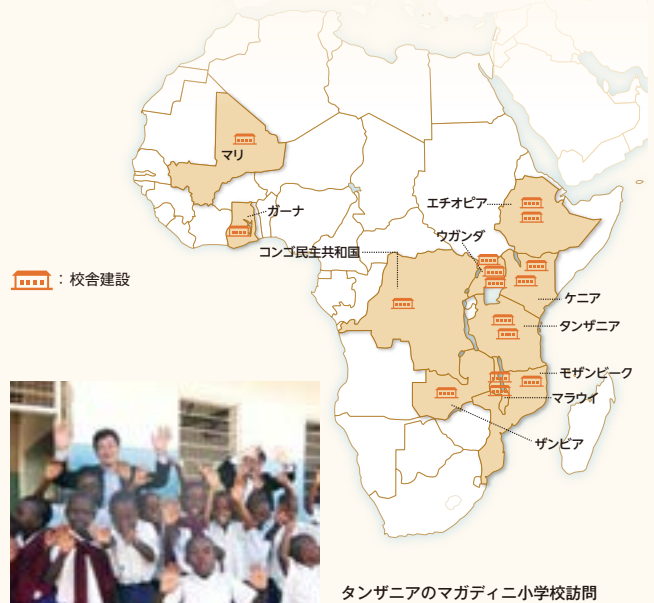 マリ
ガーナ
エチオピア
ウガンダ
コンゴ民主共和国
：校舎建設
ケニア
タンザニア
モザンビーク
マラウイ
ザンビア
タンザニアのマガディニ小学校訪問